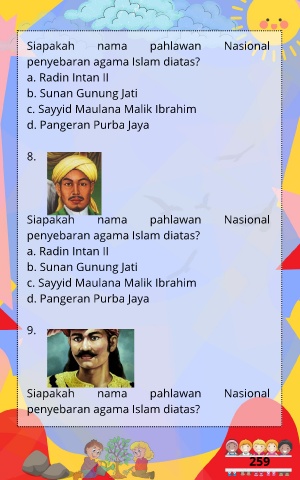 Siapakah nama pahlawan Nasional
penyebaran agama Islam diatas?
a. Radin Intan II
b. Sunan Gunung Jati
c. Sayyid Maulana Malik Ibrahim
d. Pangeran Purba Jaya
8.
Siapakah nama pahlawan Nasional
penyebaran agama Islam diatas?
a. Radin Intan II
b. Sunan Gunung Jati
c. Sayyid Maulana Malik Ibrahim
d. Pangeran Purba Jaya
9.
Siapakah nama pahlawan Nasional
penyebaran agama Islam diatas?
259